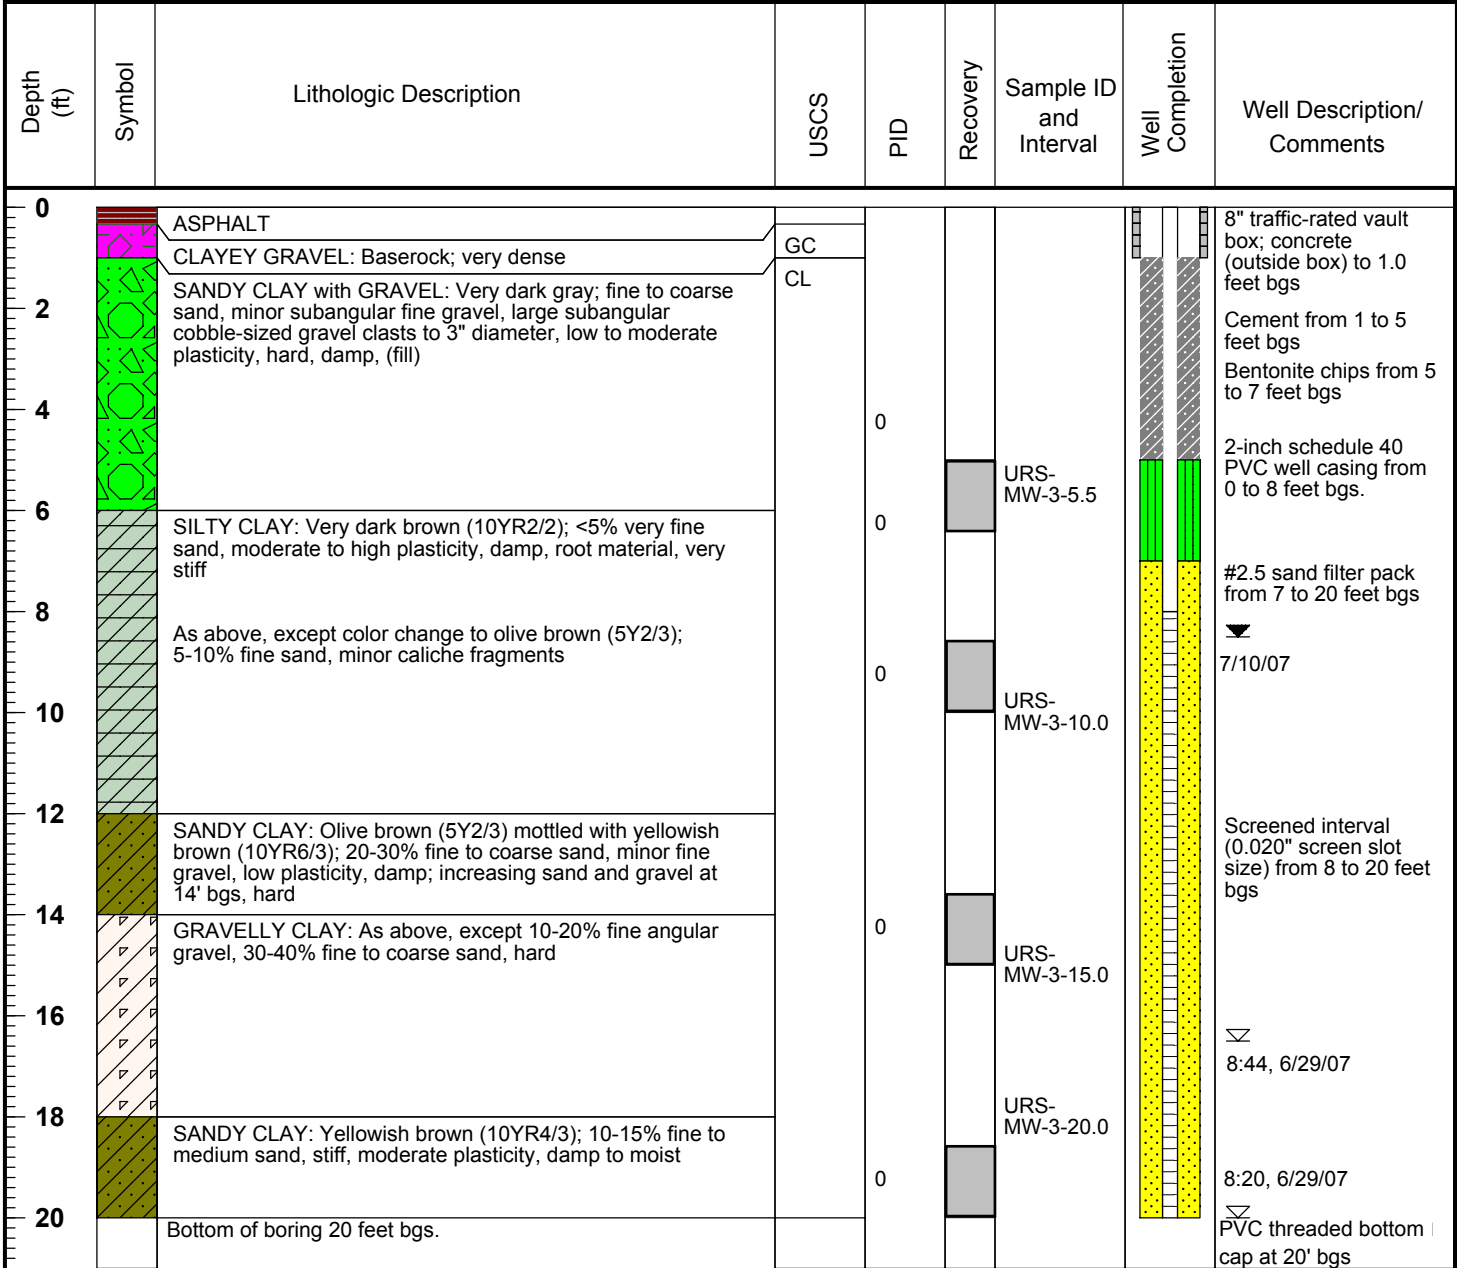 Depth
(ft)
Symbol
Lithologic Description
USCS
PID
Recovery
Sample ID
and
Interval
Well
Completion
Well Description/
Comments
0
2
4
6
8
10
12
14
16
18
20
ASPHALT
CLAYEY GRAVEL: Baserock; very dense
SANDY CLAY with GRAVEL: Very dark gray; fine to coarse
sand, minor subangular fine gravel, large subangular
cobble-sized gravel clasts to 3" diameter, low to moderate
plasticity, hard, damp, (fill)
SILTY CLAY: Very dark brown (10YR2/2); <5% very fine
sand, moderate to high plasticity, damp, root material, very
stiff
As above, except color change to olive brown (5Y2/3);
5-10% fine sand, minor caliche fragments
SANDY CLAY: Olive brown (5Y2/3) mottled with yellowish
brown (10YR6/3); 20-30% fine to coarse sand, minor fine
gravel, low plasticity, damp; increasing sand and gravel at
14' bgs, hard
GRAVELLY CLAY: As above, except 10-20% fine angular
gravel, 30-40% fine to coarse sand, hard
SANDY CLAY: Yellowish brown (10YR4/3); 10-15% fine to
medium sand, stiff, moderate plasticity, damp to moist
Bottom of boring 20 feet bgs.
GC
CL
0
0
0
0
0
URS-
MW-3-5.5
URS-
MW-3-10.0
URS-
MW-3-15.0
URS-
MW-3-20.0
8" traffic-rated vault
box; concrete
(outside box) to 1.0
feet bgs
Cement from 1 to 5
feet bgs
Bentonite chips from 5
to 7 feet bgs
2-inch schedule 40
PVC well casing from
0 to 8 feet bgs.
#2.5 sand filter pack
from 7 to 20 feet bgs
7/10/07
Screened interval
(0.020" screen slot
size) from 8 to 20 feet
bgs
8:44, 6/29/07
8:20, 6/29/07
PVC threaded bottom
cap at 20' bgs